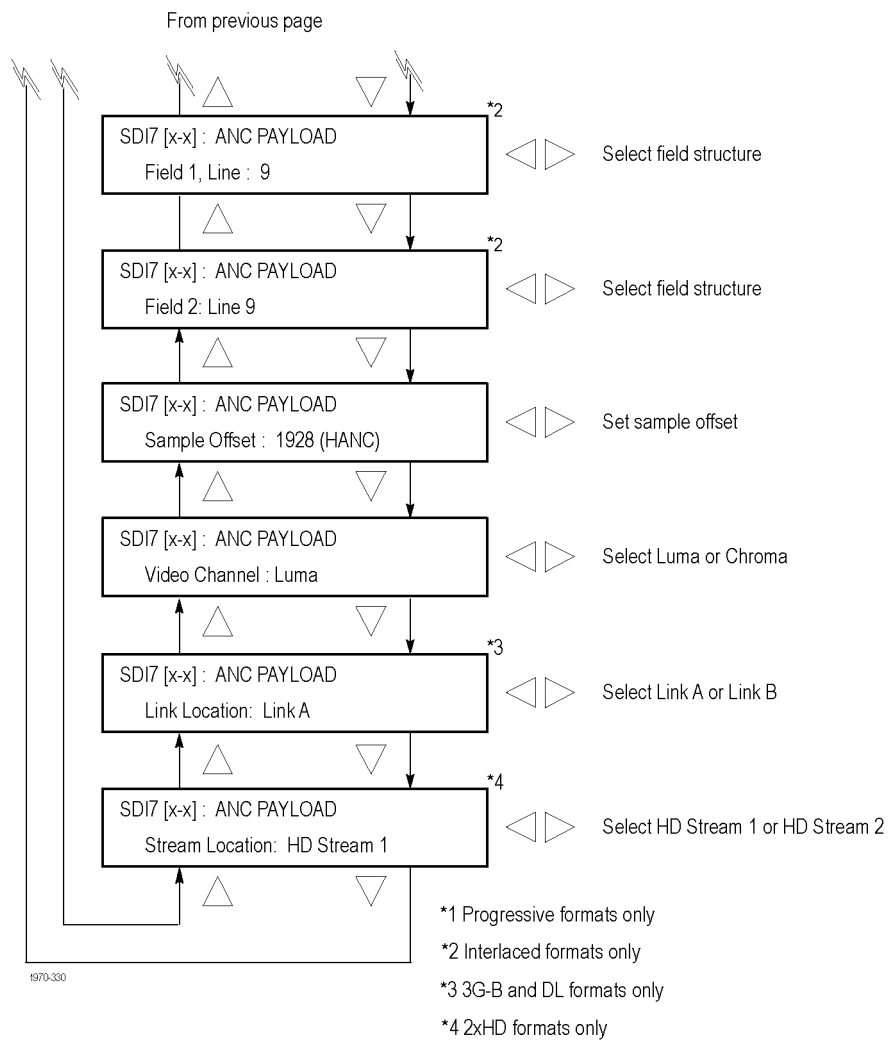 From previous page
*2
SDI7 [x-x] : ANC PAYLOAD
Field 1, Line : 9
Select field structure
*2
SDI7 [x-x] : ANC PAYLOAD
Field 2: Line 9
Select field structure
SDI7 [x-x] : ANC PAYLOAD
Sample Offset : 1928 (HANC)
Set sample offset
SDI7 [x-x] : ANC PAYLOAD
Video Channel : Luma
Select Luma or Chroma
*3
SDI7 [x-x] : ANC PAYLOAD
Link Location: Link A
Select Link A or Link B
*4
SDI7 [x-x] : ANC PAYLOAD
Stream Location: HD Stream 1
Select HD Stream 1 or HD Stream 2
*1 Progressive formats only
*2 Interlaced formats only
*3 3G-B and DL formats only
*4 2xHD formats only
1970-330